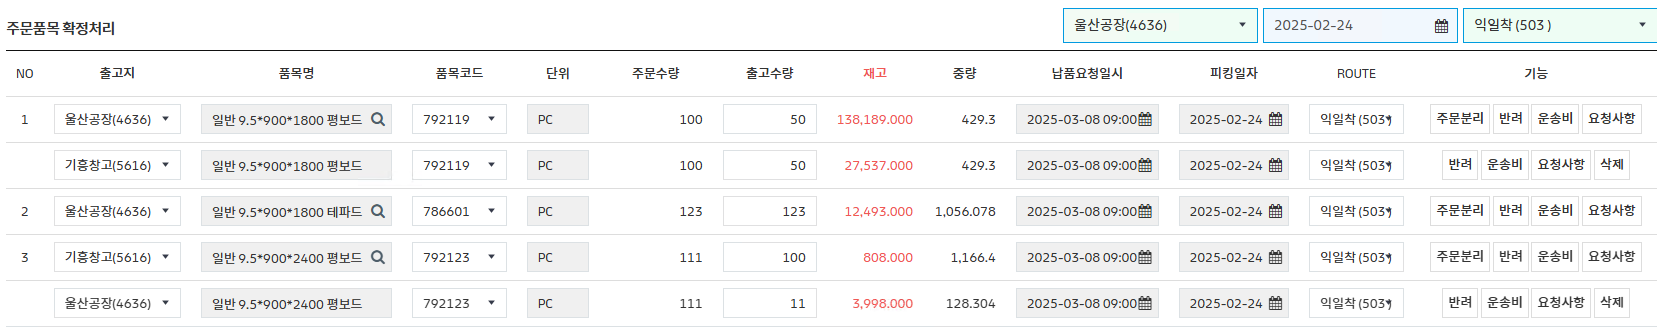 주문품목 확정처리 울산공장(4636) 2025-02-24 익일착 (503 )
NO 출고지 품목명 품목코드 단위 주문수량 출고수량 재고 중량 납품요청일시 피킹일자 ROUTE 기능
1 울산공장(4636) 일반 9.5*900*1800 평보드 792119 PC 100 50 138,189.000 429.3 2025-03-08 09:00 2025-02-24 익일착 (503 ) 주문분리 반려 운송비 요청사항
기흥창고(5616) 일반 9.5*900*1800 평보드 792119 PC 100 50 27,537.000 429.3 2025-03-08 09:00 2025-02-24 익일착 (503 ) 반려 운송비 요청사항 삭제
2 울산공장(4636) 일반 9.5*900*1800 테파드 786601 PC 123 123 12,493.000 1,056.078 2025-03-08 09:00 2025-02-24 익일착 (503 ) 주문분리 반려 운송비 요청사항
3 기흥창고(5616) 일반 9.5*900*2400 평보드 792123 PC 111 100 808.000 1,166.4 2025-03-08 09:00 2025-02-24 익일착 (503 ) 주문분리 반려 운송비 요청사항
울산공장(4636) 일반 9.5*900*2400 평보드 792123 PC 111 11 3,998.000 128.304 2025-03-08 09:00 2025-02-24 익일착 (503 ) 반려 운송비 요청사항 삭제